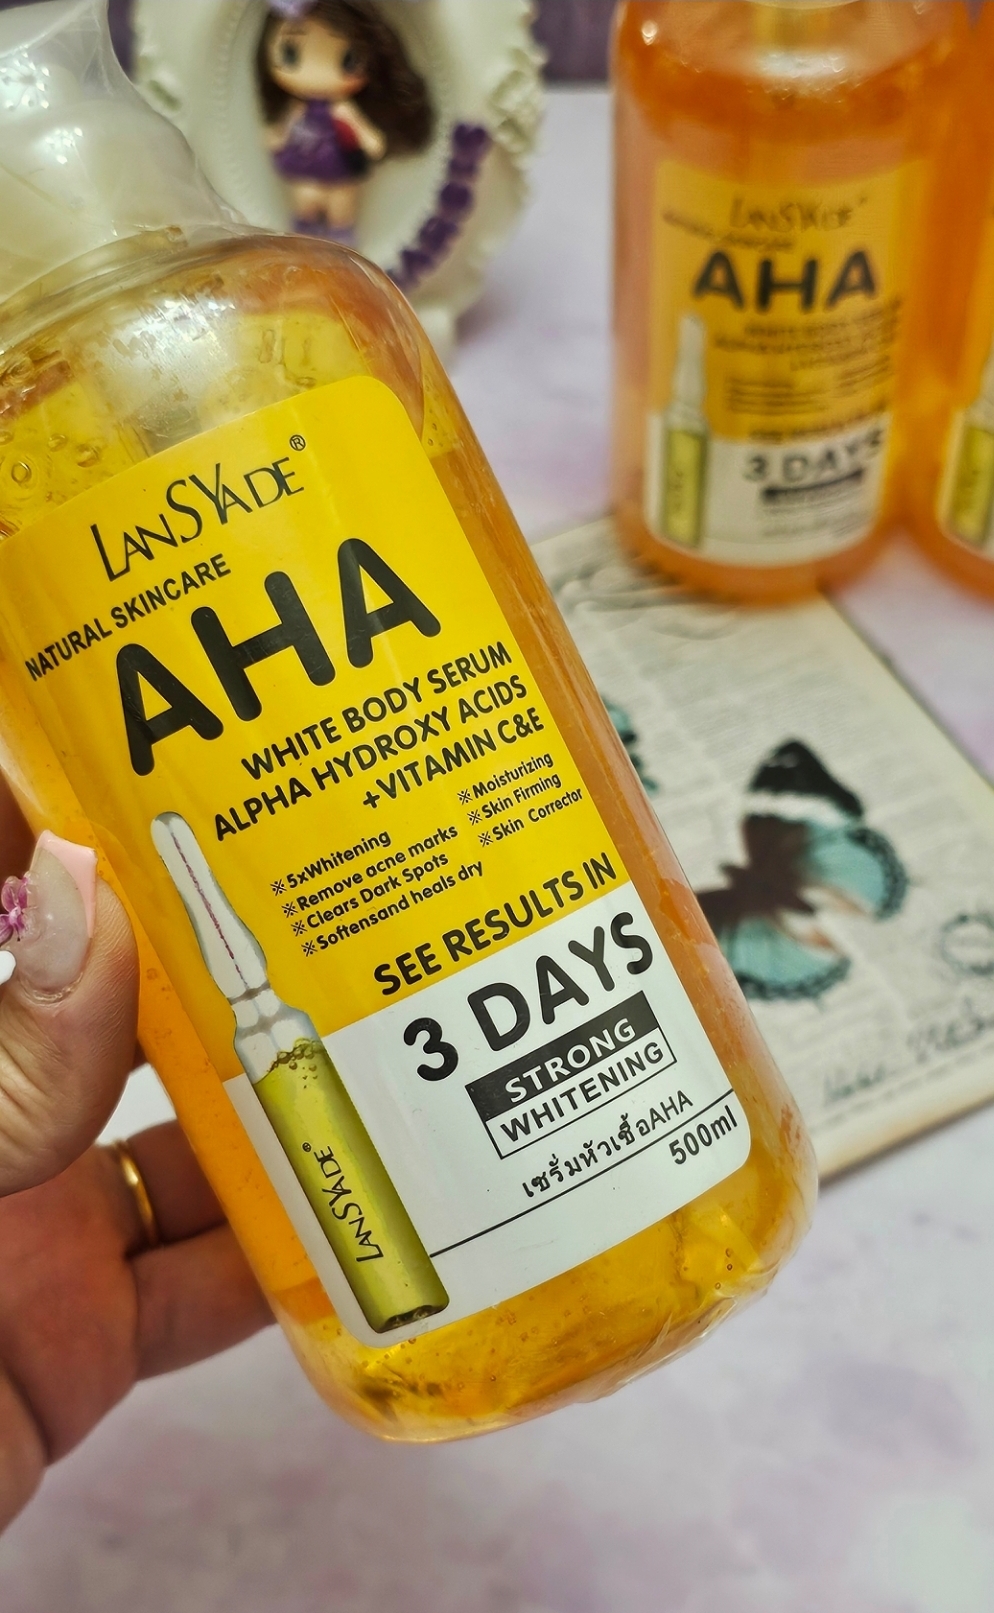 LANSYADE®
NATURAL SKINCARE
AHA
WHITE BODY SERUM
ALPHA HYDROXY ACIDS
+VITAMIN C&E
※5xWhitening
※Remove acne marks
※Clears Dark Spots
※Softensand heals dry
※Moisturizing
※Skin Firming
※Skin Corrector
SEE RESULTS IN
3 DAYS
STRONG
WHITENING
เซรั่มหัวเชื้อAHA
500ml
LANSYADE®
LANSYADE
AHA
3 DAYS